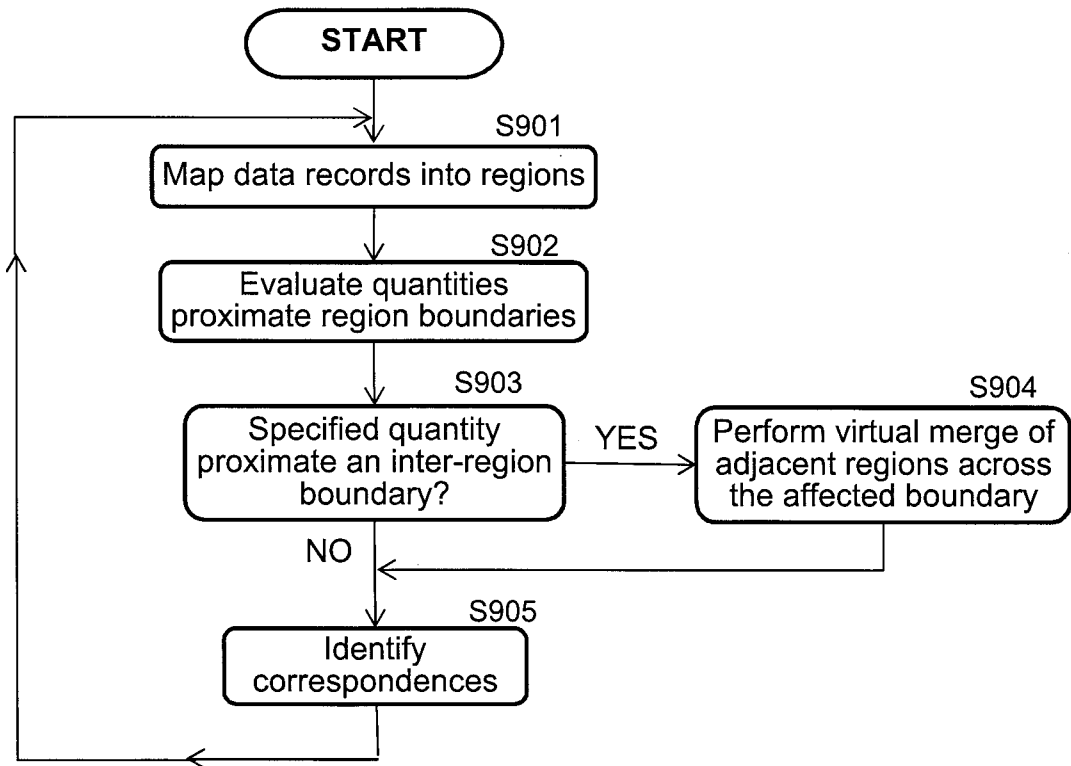 START
S901
Map data records into regions
S902
Evaluate quantities
proximate region boundaries
S903
Specified quantity
proximate an inter-region
boundary?
YES
S904
Perform virtual merge of
adjacent regions across
the affected boundary
NO
S905
Identify
correspondences